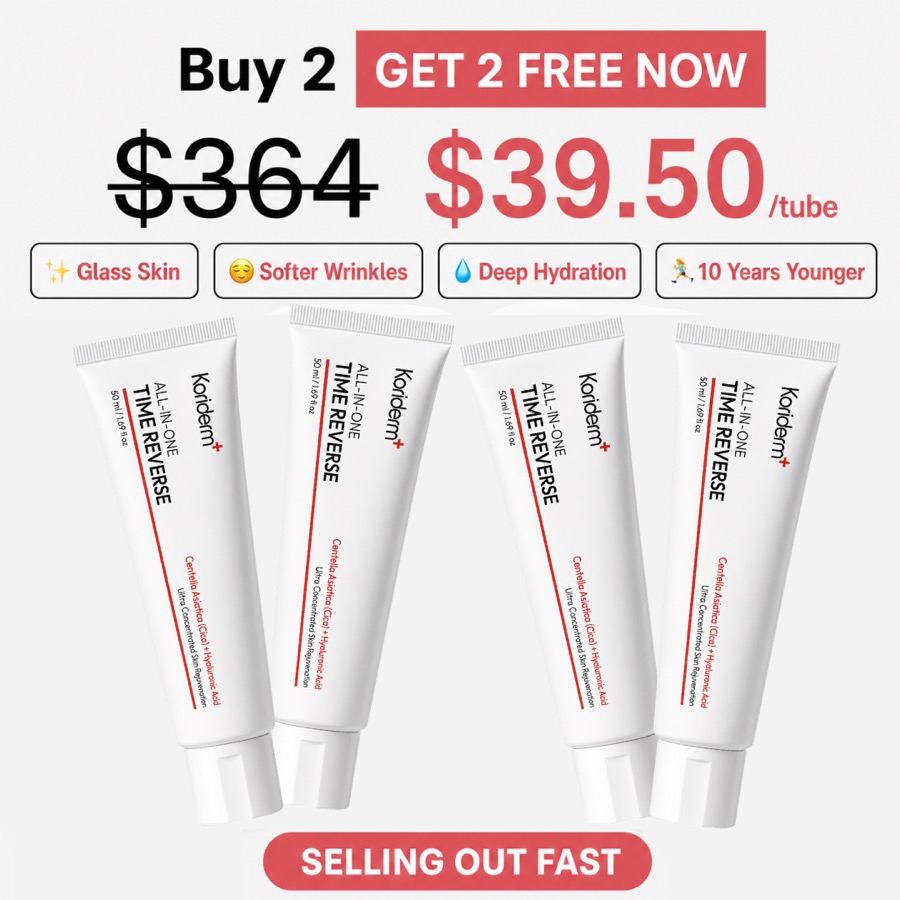 Buy 2 GET 2 FREE NOW
$364 $39.50/tube
✨ Glass Skin
😌 Softer Wrinkles
💧 Deep Hydration
🏃 10 Years Younger
Koriderm+
ALL-IN-ONE
TIME REVERSE
50 ml / 1.69 fl oz
Centella Asiatica (Cica) + Hyaluronic Acid
Ultra Concentrated Skin Rejuvenation
Koriderm+
ALL-IN-ONE
TIME REVERSE
50 ml / 1.69 fl oz
Centella Asiatica (Cica) + Hyaluronic Acid
Ultra Concentrated Skin Rejuvenation
Koriderm+
ALL-IN-ONE
TIME REVERSE
50 ml / 1.69 fl oz
Centella Asiatica (Cica) + Hyaluronic Acid
Ultra Concentrated Skin Rejuvenation
Koriderm+
ALL-IN-ONE
TIME REVERSE
50 ml / 1.69 fl oz
Centella Asiatica (Cica) + Hyaluronic Acid
Ultra Concentrated Skin Rejuvenation
SELLING OUT FAST